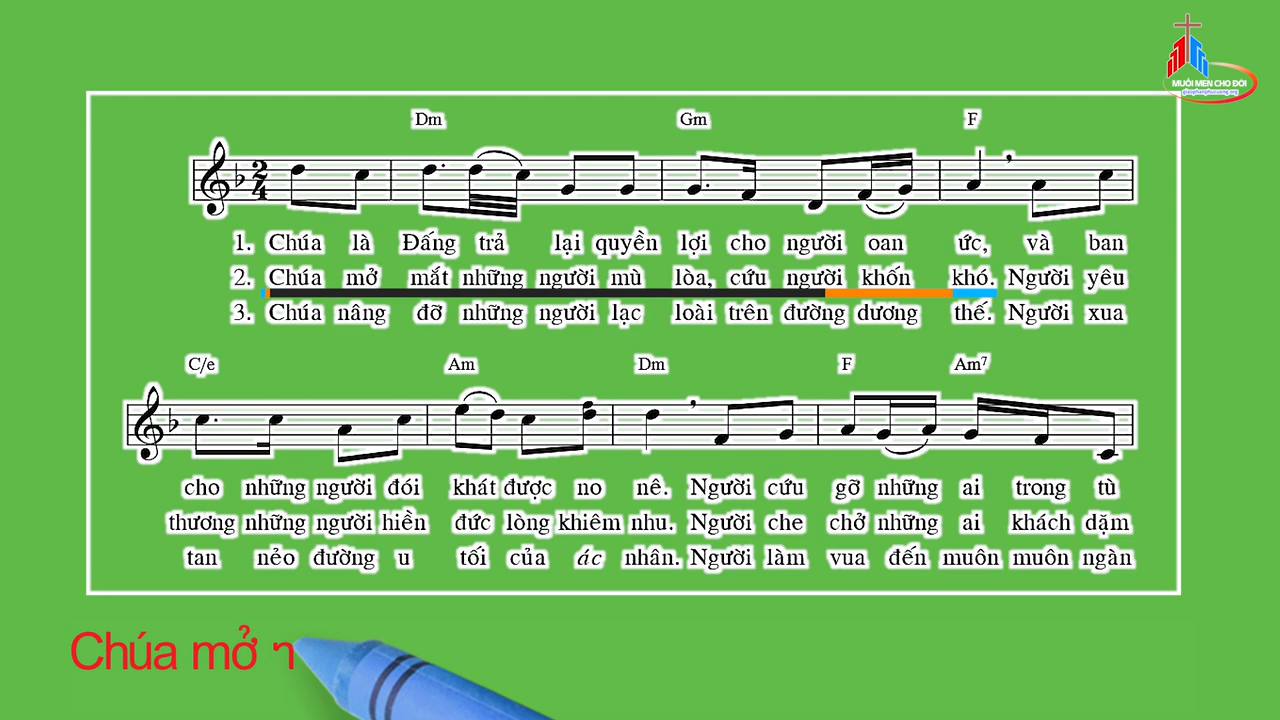 MUỐI MEN CHO ĐỜI
giaophanphucuong.org
Dm Gm F
1. Chúa là Đấng trả lại quyền lợi cho người oan ức, và ban
2. Chúa mở mắt những người mù lòa, cứu người khốn khó. Người yêu
3. Chúa nâng đỡ những người lạc loài trên đường dương thế. Người xua
C/e Am Dm F Am7
cho những người đói khát được no nê. Người cứu gỡ những ai trong tù
thương những người hiền đức lòng khiêm nhu. Người che chở những ai khách dặm
tan nẻo đường u tối của ác nhân. Người làm vua đến muôn muôn ngàn
Chúa mở